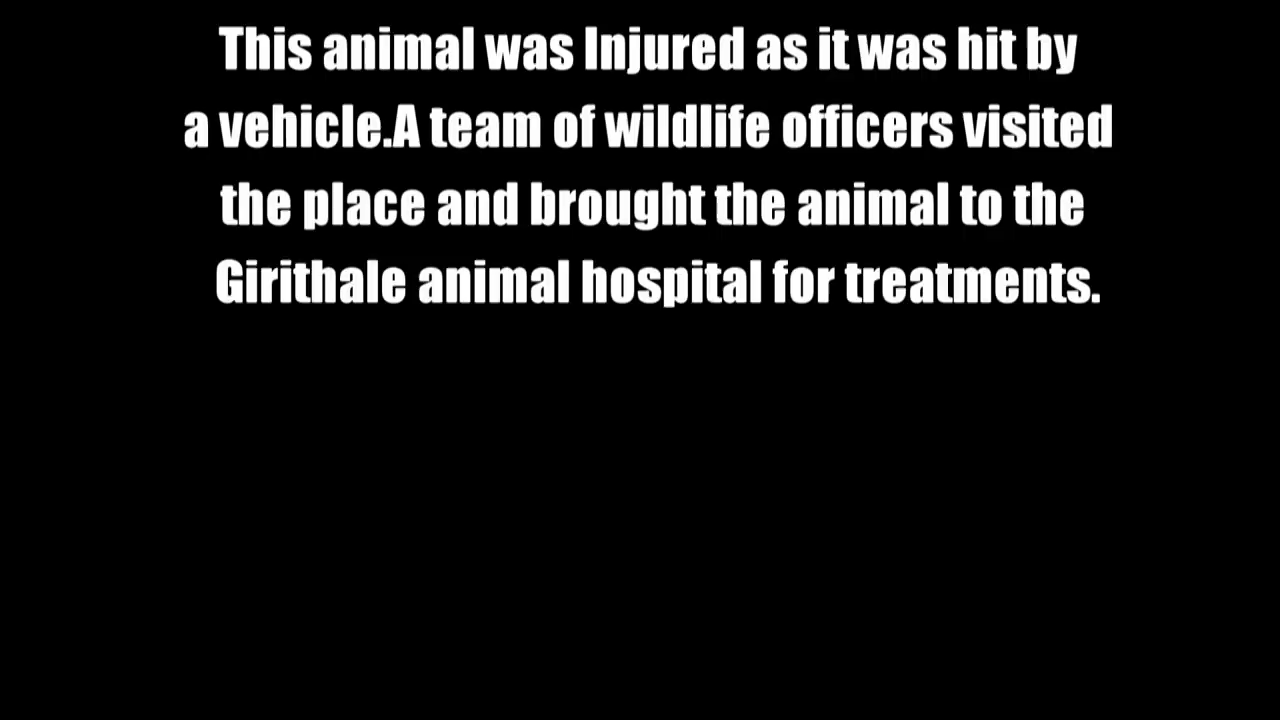 This animal was Injured as it was hit by
a vehicle.A team of wildlife officers visited
the place and brought the animal to the
Girithale animal hospital for treatments.